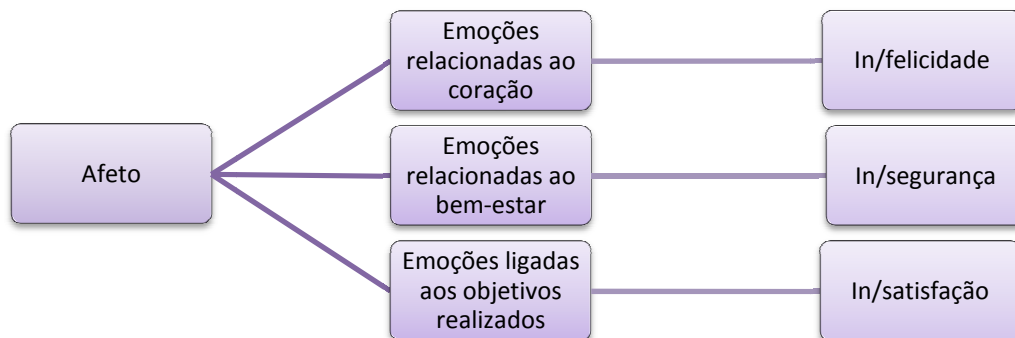 Afeto
Emoções
relacionadas ao
coração
In/felicidade
Emoções
relacionadas ao
bem-estar
In/segurança
Emoções ligadas
aos objetivos
realizados
In/satisfação